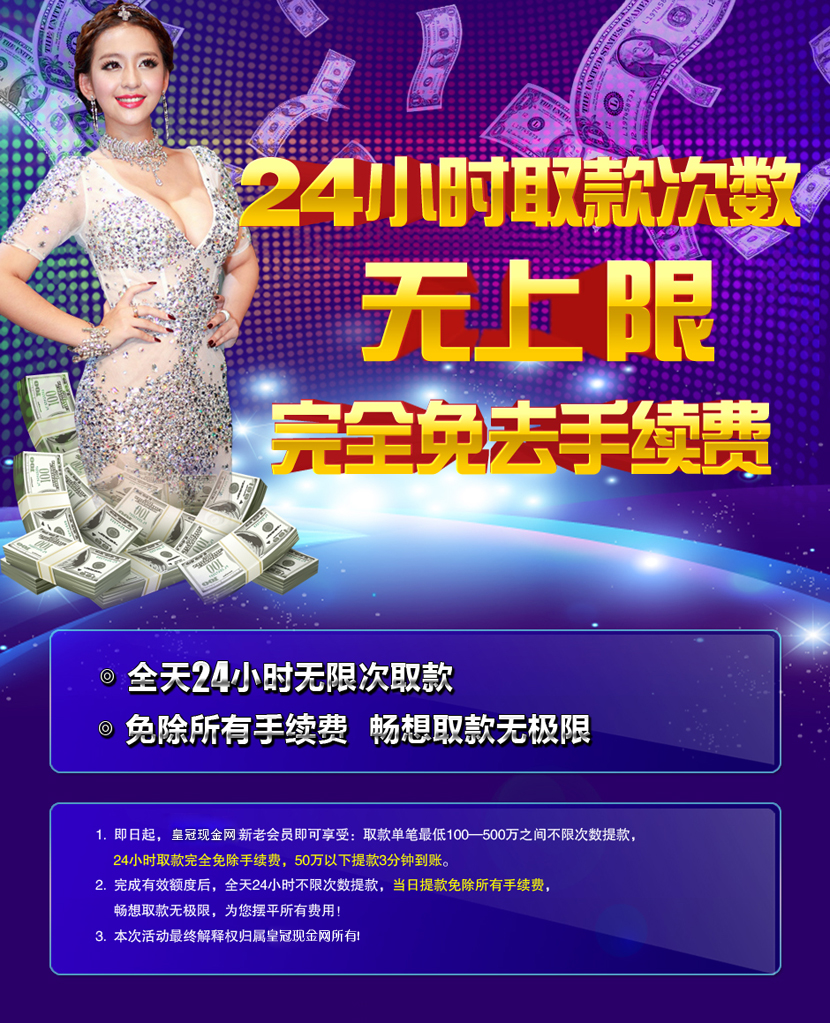 24小时取款次数
无上限
完全免去手续费
◎ 全天24小时无限次取款
◎ 免除所有手续费 畅想取款无极限
1. 即日起，皇冠现金网新老会员即可享受：取款单笔最低100—500万之间不限次数提款，
24小时取款完全免除手续费，50万以下提款3分钟到账。
2. 完成有效额度后，全天24小时不限次数提款，当日提款免除所有手续费，
畅想取款无极限，为您摆平所有费用！
3. 本次活动最终解释权归属皇冠现金网所有!